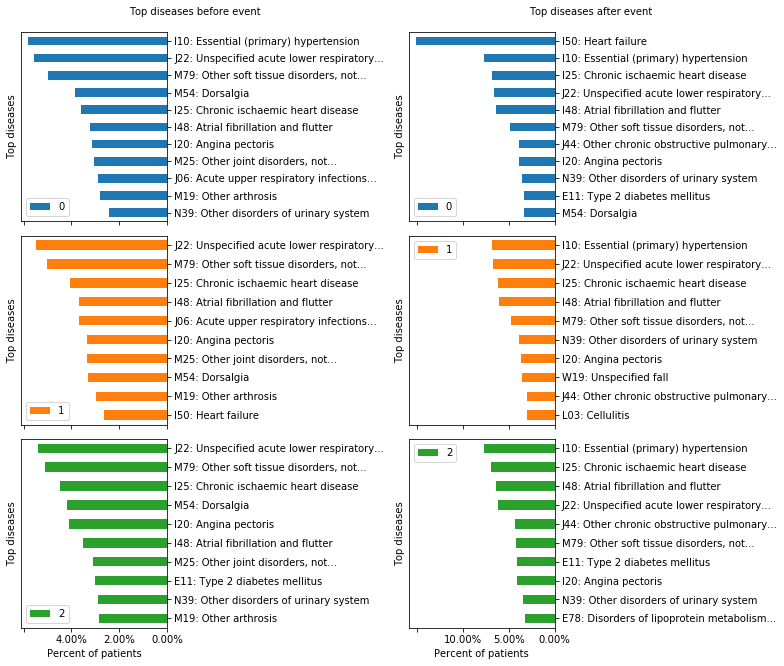 Top diseases before event
Top diseases
I10: Essential (primary) hypertension
J22: Unspecified acute lower respiratory...
M79: Other soft tissue disorders, not...
M54: Dorsalgia
I25: Chronic ischaemic heart disease
I48: Atrial fibrillation and flutter
I20: Angina pectoris
M25: Other joint disorders, not...
J06: Acute upper respiratory infections...
M19: Other arthrosis
N39: Other disorders of urinary system
0
Top diseases
J22: Unspecified acute lower respiratory...
M79: Other soft tissue disorders, not...
I25: Chronic ischaemic heart disease
I48: Atrial fibrillation and flutter
J06: Acute upper respiratory infections...
I20: Angina pectoris
M25: Other joint disorders, not...
M54: Dorsalgia
M19: Other arthrosis
I50: Heart failure
1
Top diseases
J22: Unspecified acute lower respiratory...
M79: Other soft tissue disorders, not...
I25: Chronic ischaemic heart disease
M54: Dorsalgia
I20: Angina pectoris
I48: Atrial fibrillation and flutter
M25: Other joint disorders, not...
E11: Type 2 diabetes mellitus
N39: Other disorders of urinary system
M19: Other arthrosis
2
4.00% 2.00% 0.00%
Percent of patients
Top diseases after event
Top diseases
I50: Heart failure
I10: Essential (primary) hypertension
I25: Chronic ischaemic heart disease
J22: Unspecified acute lower respiratory...
I48: Atrial fibrillation and flutter
M79: Other soft tissue disorders, not...
J44: Other chronic obstructive pulmonary...
I20: Angina pectoris
N39: Other disorders of urinary system
E11: Type 2 diabetes mellitus
M54: Dorsalgia
0
Top diseases
1
I10: Essential (primary) hypertension
J22: Unspecified acute lower respiratory...
I25: Chronic ischaemic heart disease
I48: Atrial fibrillation and flutter
M79: Other soft tissue disorders, not...
N39: Other disorders of urinary system
I20: Angina pectoris
W19: Unspecified fall
J44: Other chronic obstructive pulmonary...
L03: Cellulitis
Top diseases
2
I10: Essential (primary) hypertension
I25: Chronic ischaemic heart disease
I48: Atrial fibrillation and flutter
J22: Unspecified acute lower respiratory...
J44: Other chronic obstructive pulmonary...
M79: Other soft tissue disorders, not...
E11: Type 2 diabetes mellitus
I20: Angina pectoris
N39: Other disorders of urinary system
E78: Disorders of lipoprotein metabolism...
10.00% 5.00% 0.00%
Percent of patients